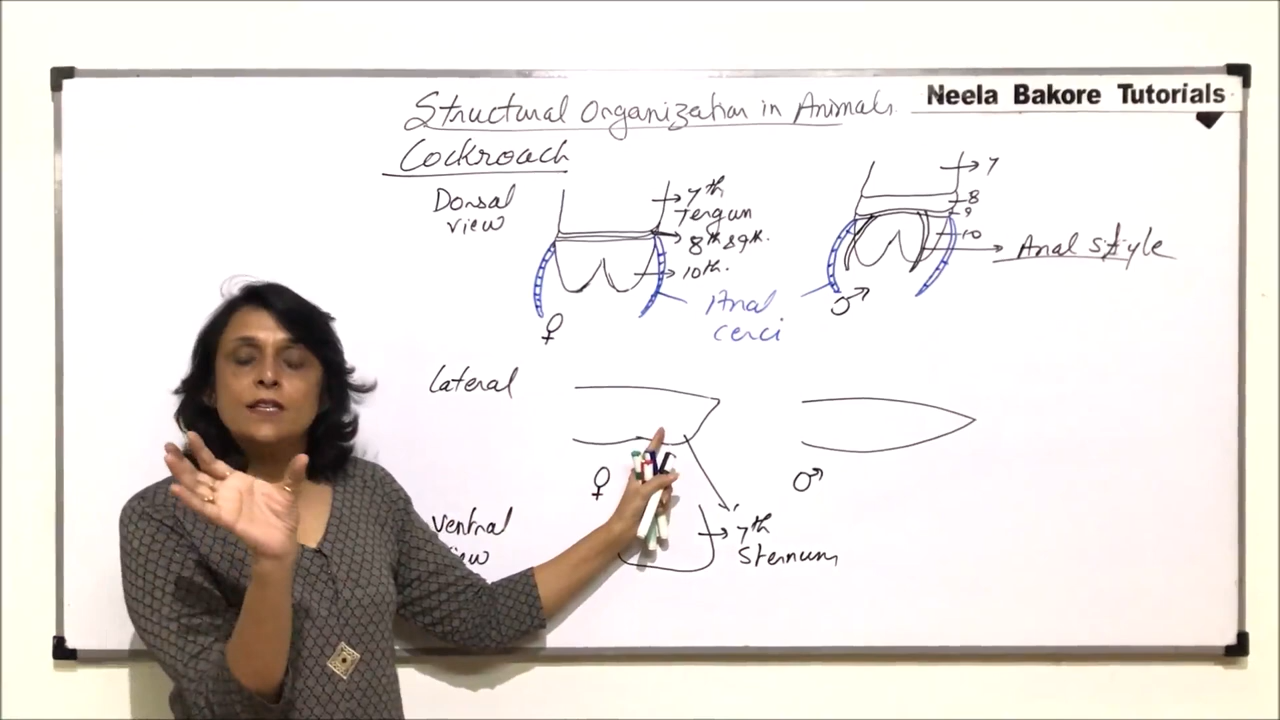 Structural Organization in Animals
Neela Bakore Tutorials
Cockroach
Dorsal
view
7th
Tergum
8th & 9th.
10th.
♀
Anal
cerci
7
8
9
10
Anal style
♂
Lateral
♀
♂
Ventral
7th
Sternum